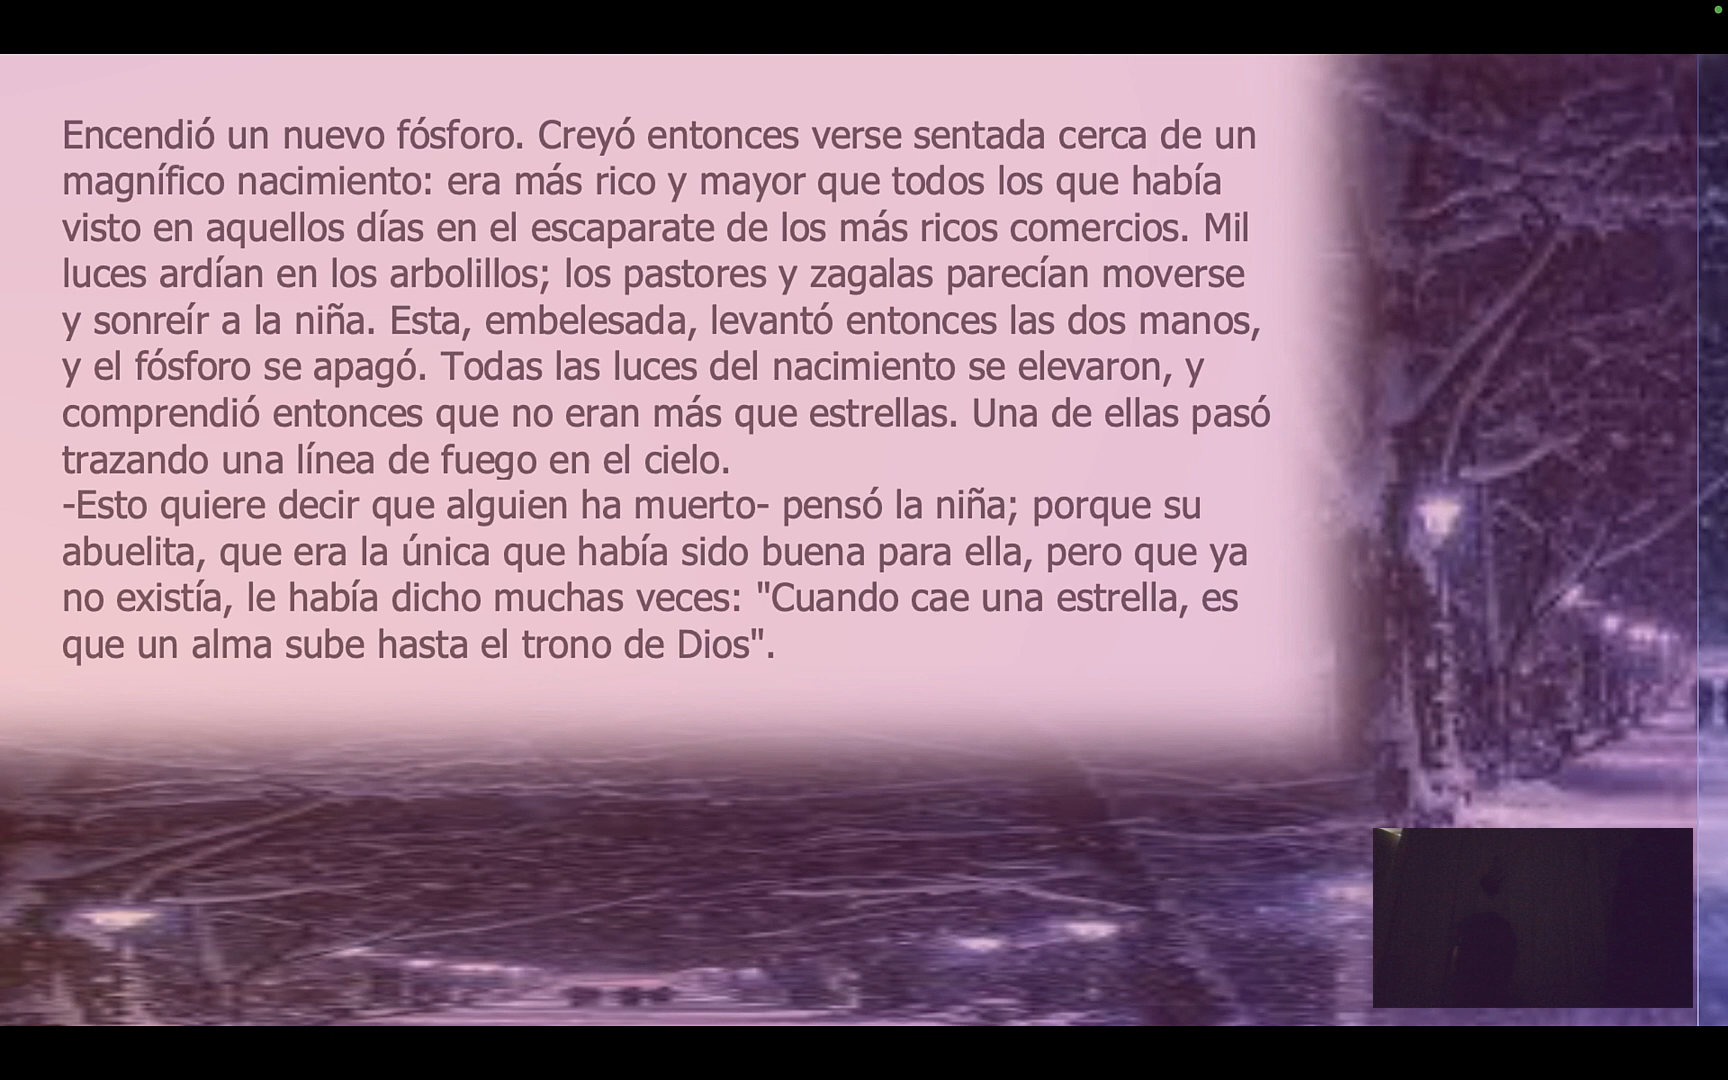 Encendió un nuevo fósforo. Creyó entonces verse sentada cerca de un
magnífico nacimiento: era más rico y mayor que todos los que había
visto en aquellos días en el escaparate de los más ricos comercios. Mil
luces ardían en los arbolillos; los pastores y zagalas parecían moverse
y sonreír a la niña. Esta, embelesada, levantó entonces las dos manos,
y el fósforo se apagó. Todas las luces del nacimiento se elevaron, y
comprendió entonces que no eran más que estrellas. Una de ellas pasó
trazando una línea de fuego en el cielo.
-Esto quiere decir que alguien ha muerto- pensó la niña; porque su
abuelita, que era la única que había sido buena para ella, pero que ya
no existía, le había dicho muchas veces: "Cuando cae una estrella, es
que un alma sube hasta el trono de Dios".